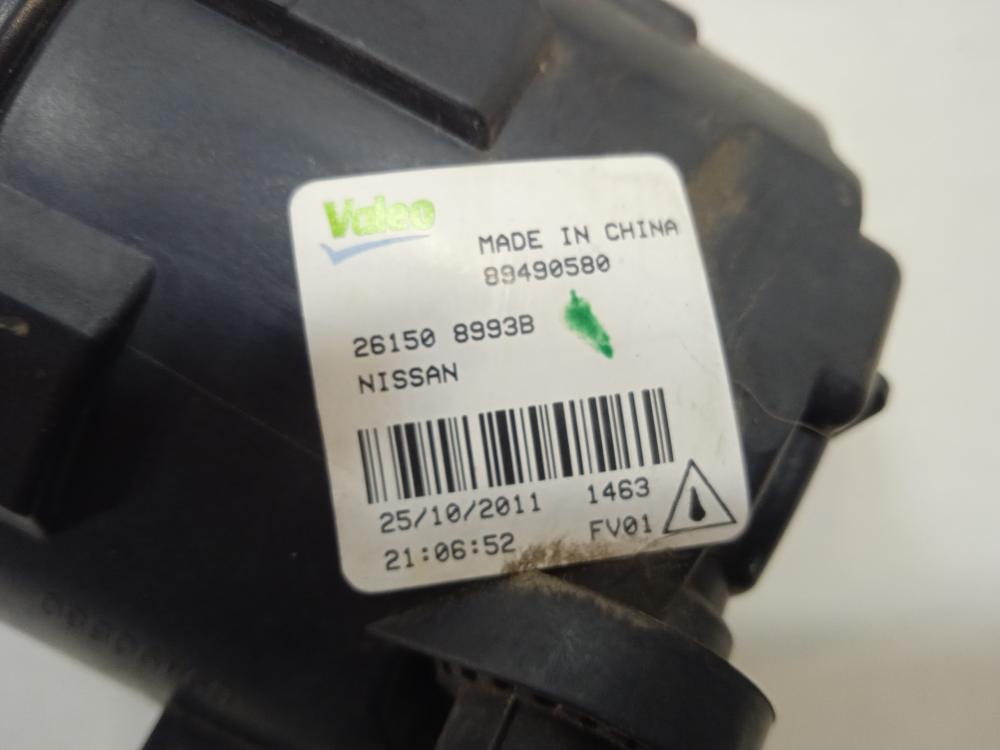 Valeo
MADE IN CHINA
89490580
26150 8993B
NISSAN
25/10/2011 1463
21:06:52 FV01